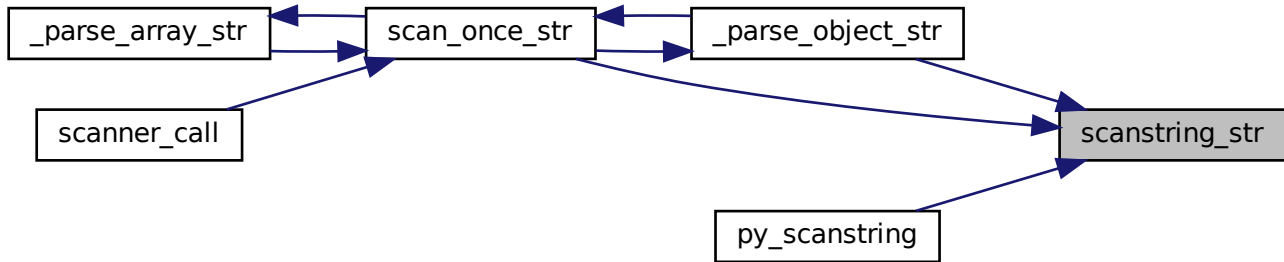 _parse_array_str
scan_once_str
_parse_object_str
scanner_call
scanstring_str
py_scanstring